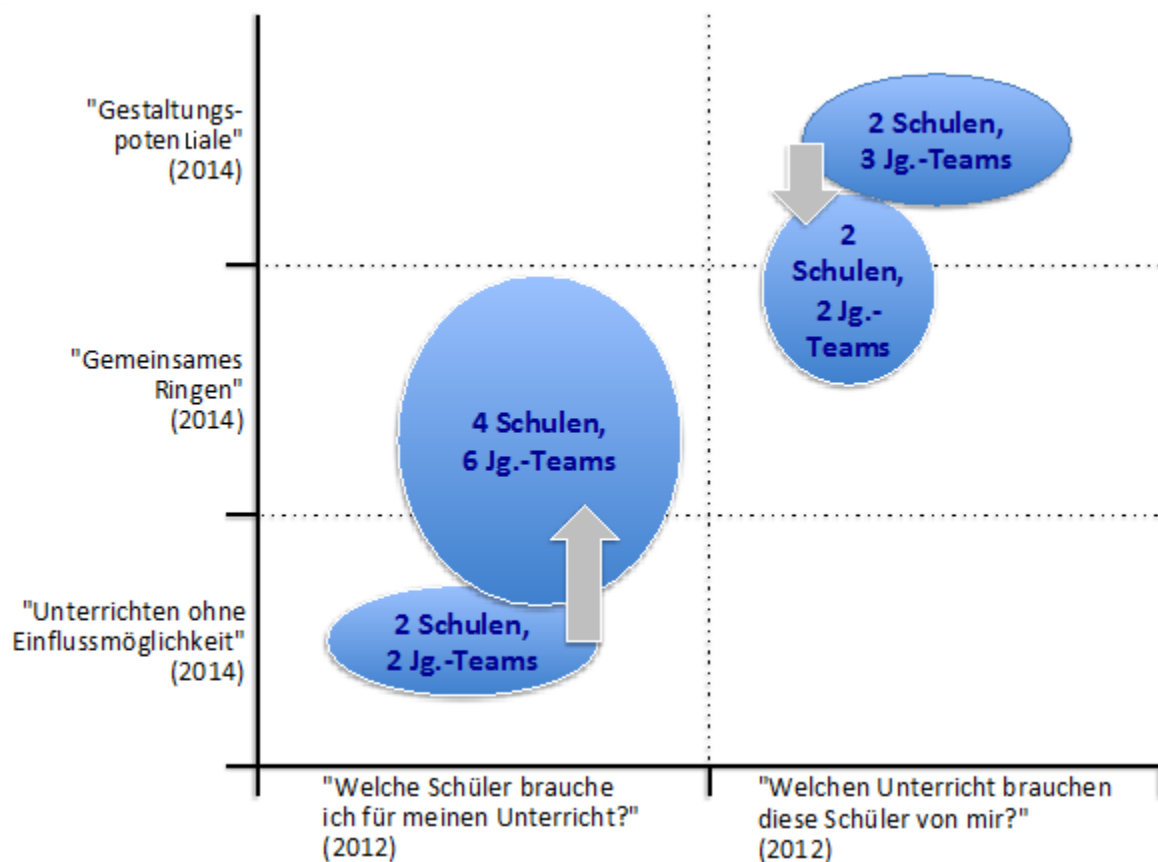 "Gestaltungs-
potentiale"
(2014)
2 Schulen,
3 Jg.-Teams
2
Schulen,
2 Jg.-
Teams
"Gemeinsames
Ringen"
(2014)
4 Schulen,
6 Jg.-Teams
"Unterrichten ohne
Einflussmöglichkeit"
(2014)
2 Schulen,
2 Jg.-Teams
"Welche Schüler brauche
ich für meinen Unterricht?"
(2012)
"Welchen Unterricht brauchen
diese Schüler von mir?"
(2012)